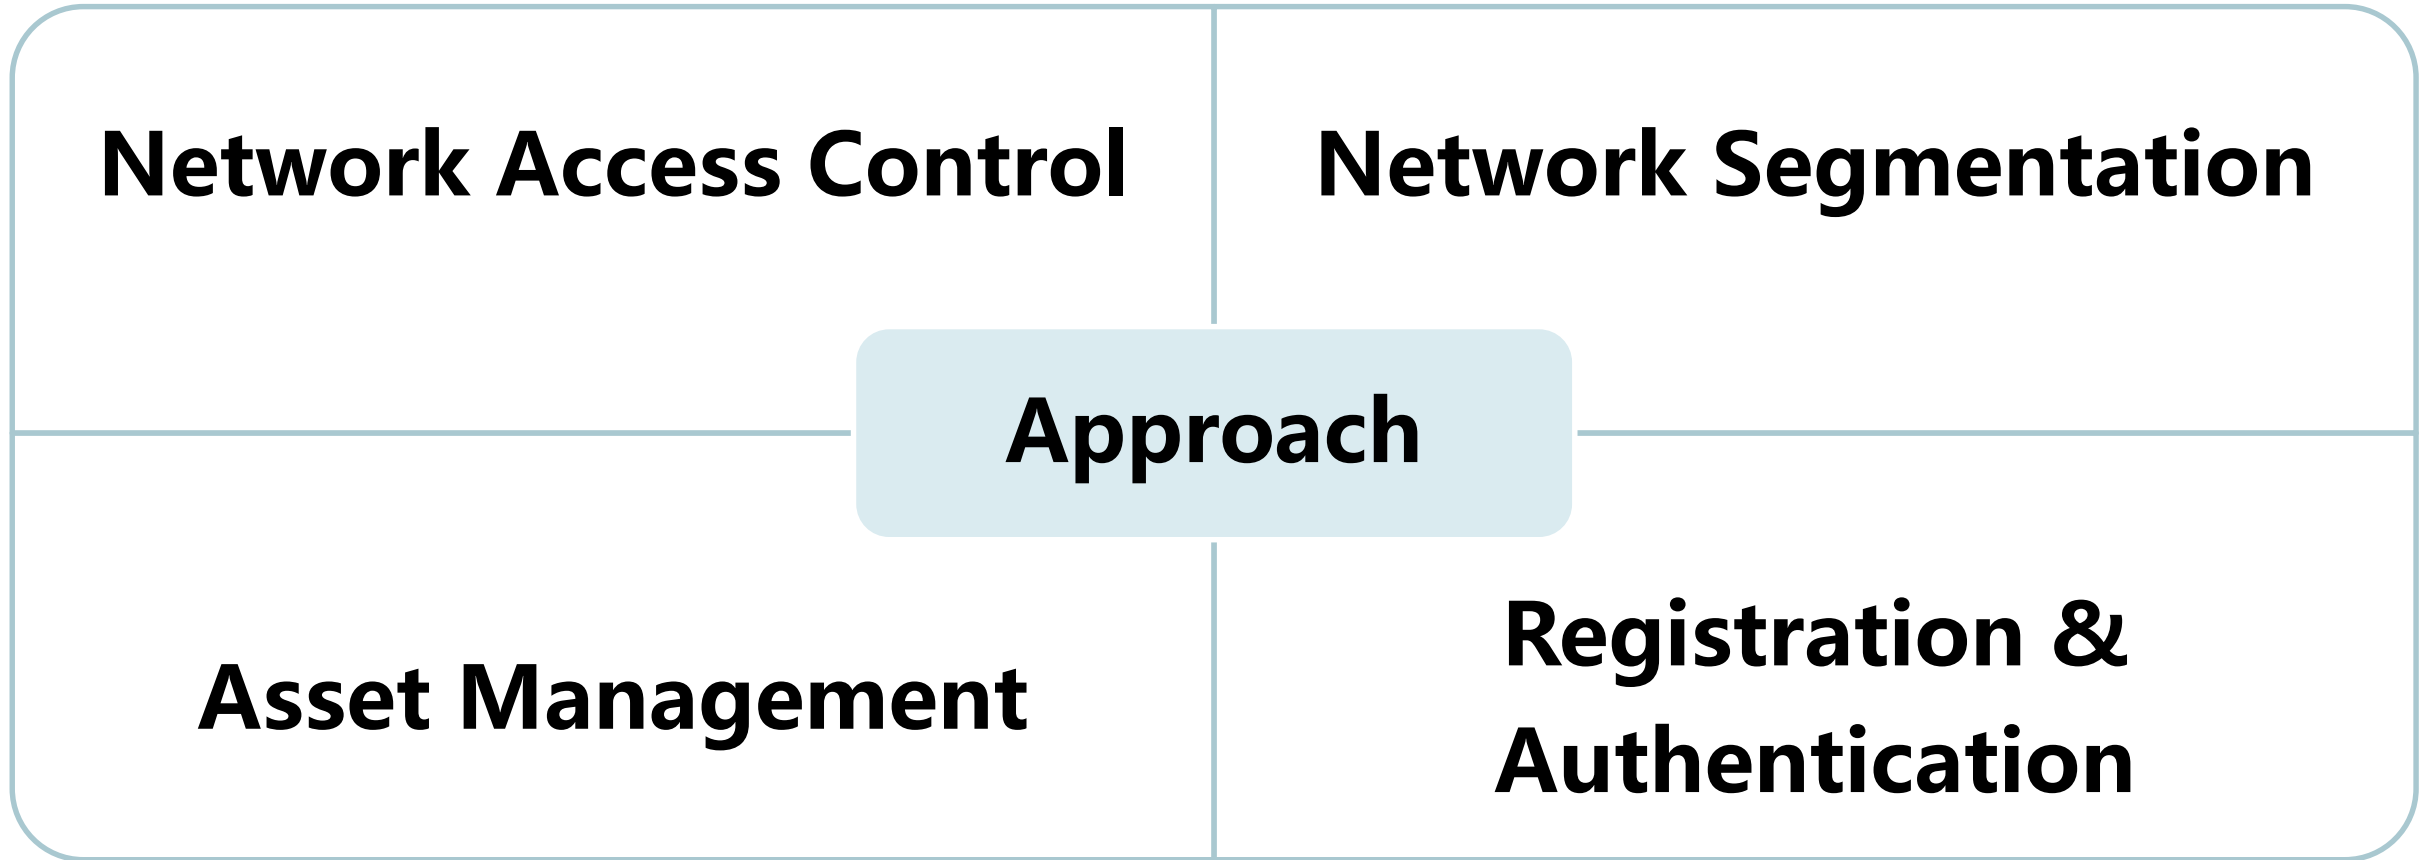 Network Access Control
Network Segmentation
Approach
Asset Management
Registration &
Authentication